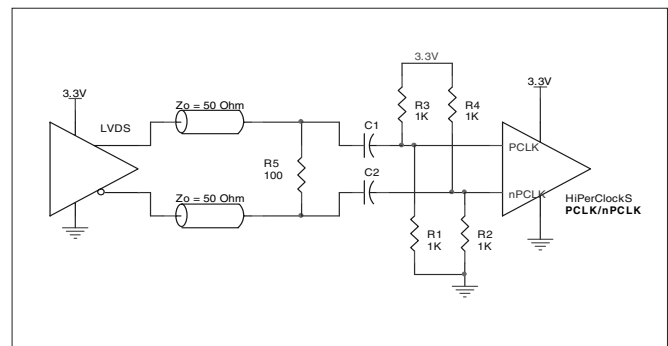 3.3V
3.3V
3.3V
Zo = 50 Ohm
LVDS
R3
1K
R4
1K
C1
PCLK
R5
100
C2
Zo = 50 Ohm
nPCLK
HiPerClockS
PCLK/nPCLK
R1
1K
R2
1K